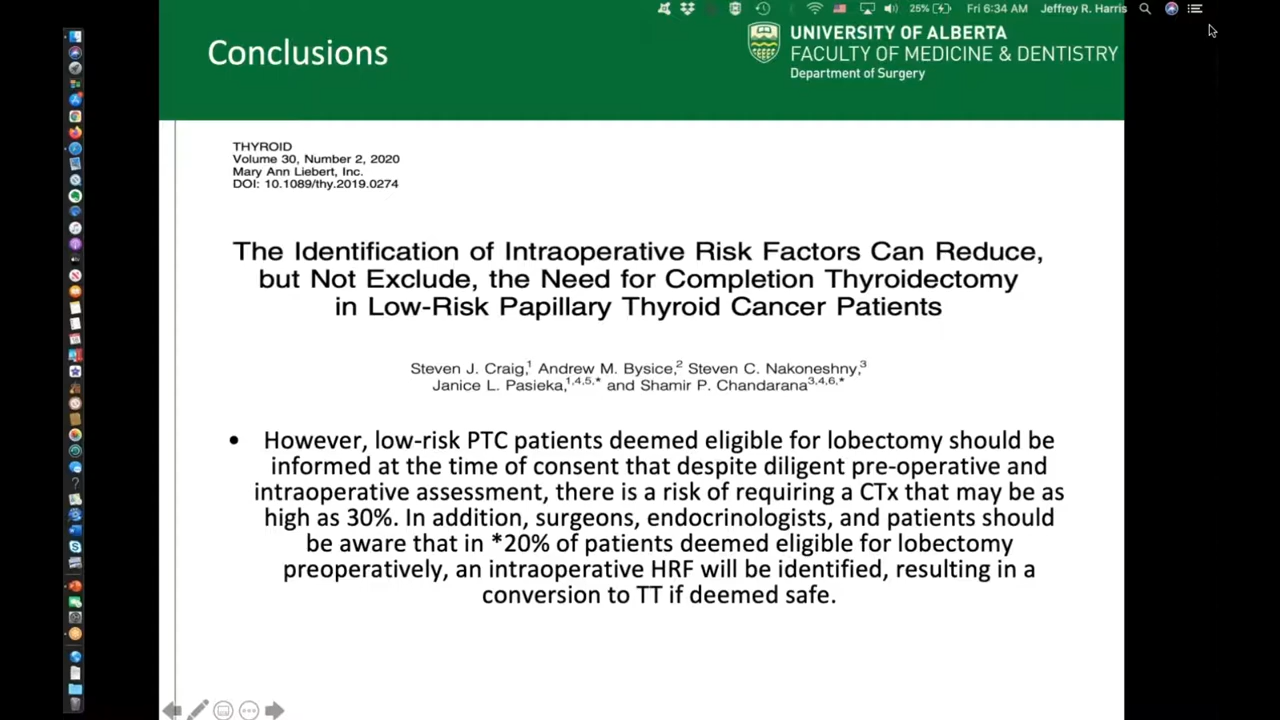 25% Fri 6:34 AM Jeffrey R. Harris
Conclusions
UNIVERSITY OF ALBERTA
FACULTY OF MEDICINE & DENTISTRY
Department of Surgery
THYROID
Volume 30, Number 2, 2020
Mary Ann Liebert, Inc.
DOI: 10.1089/thy.2019.0274
The Identification of Intraoperative Risk Factors Can Reduce,
but Not Exclude, the Need for Completion Thyroidectomy
in Low-Risk Papillary Thyroid Cancer Patients
Steven J. Craig,1 Andrew M. Bysice,2 Steven C. Nakoneshny,3
Janice L. Pasieka,1,4,5,* and Shamir P. Chandarana3,4,6,*
• However, low-risk PTC patients deemed eligible for lobectomy should be
informed at the time of consent that despite diligent pre-operative and
intraoperative assessment, there is a risk of requiring a CTx that may be as
high as 30%. In addition, surgeons, endocrinologists, and patients should
be aware that in *20% of patients deemed eligible for lobectomy
preoperatively, an intraoperative HRF will be identified, resulting in a
conversion to TT if deemed safe.